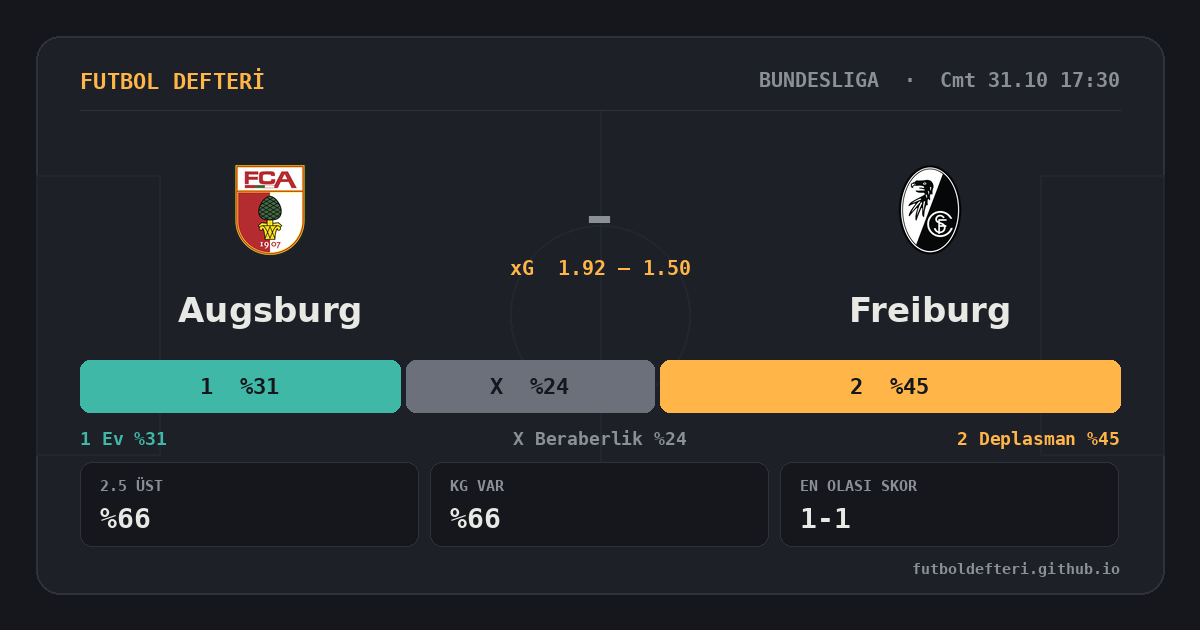 FUTBOL DEFTERİ
BUNDESLIGA · Cmt 31.10 17:30
FCA
1907
–
xG 1.92 – 1.50
Augsburg
Freiburg
1 %31
X %24
2 %45
1 Ev %31
X Beraberlik %24
2 Deplasman %45
2.5 ÜST
KG VAR
EN OLASI SKOR
%66
%66
1-1
futboldefteri.github.io